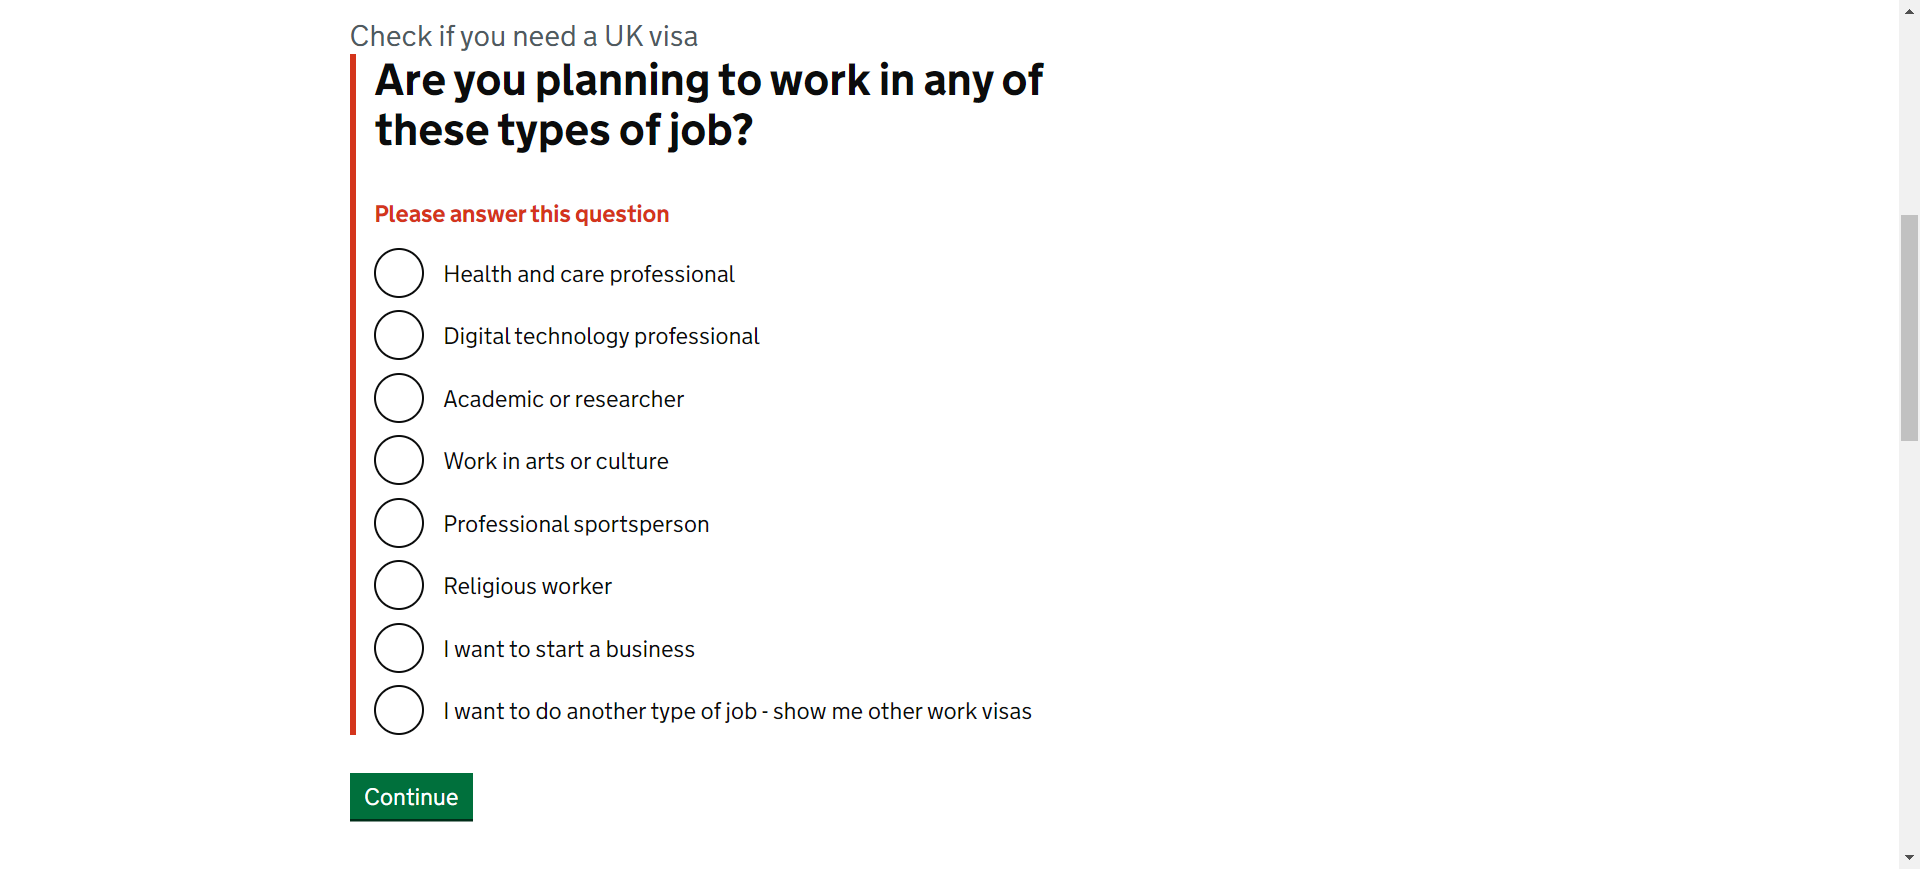 Check if you need a UK visa
Are you planning to work in any of
these types of job?
Please answer this question
Health and care professional
Digital technology professional
Academic or researcher
Work in arts or culture
Professional sportsperson
Religious worker
I want to start a business
I want to do another type of job - show me other work visas
Continue